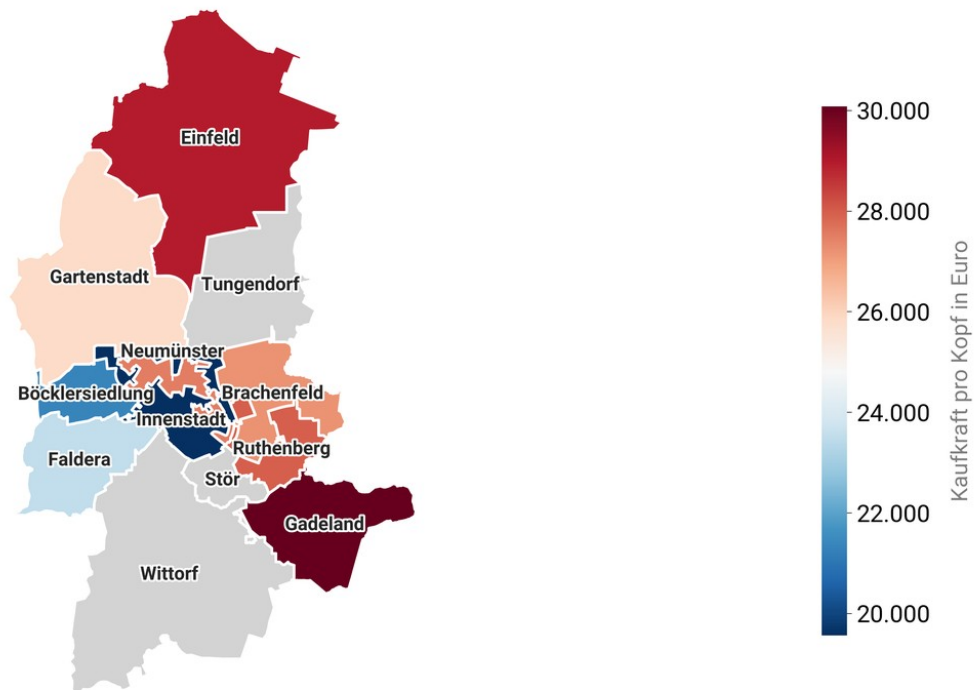 Einfeld
Gartenstadt
Tungendorf
Neumünster
Böcklersiedlung
Brachenfeld
Innenstadt
Faldera
Ruthenberg
Stör
Gadeland
Wittorf
30.000
28.000
26.000
24.000
22.000
20.000
Kaufkraft pro Kopf in Euro